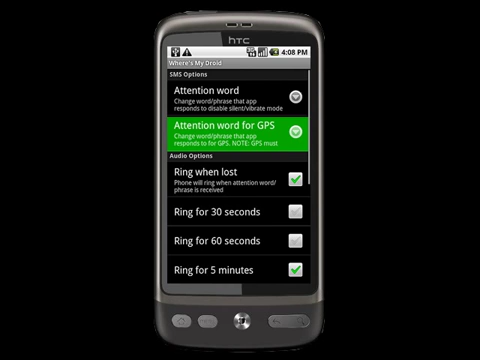 htc
3G
4:08 PM
Where's My Droid
SMS Options
Attention word
Change word/phrase that app
responds to disable silent/vibrate mode
Attention word for GPS
Change word/phrase that app
responds to for GPS. NOTE: GPS must
Audio Options
Ring when lost
Phone will ring when attention word/
phrase is received
Ring for 30 seconds
Ring for 60 seconds
Ring for 5 minutes